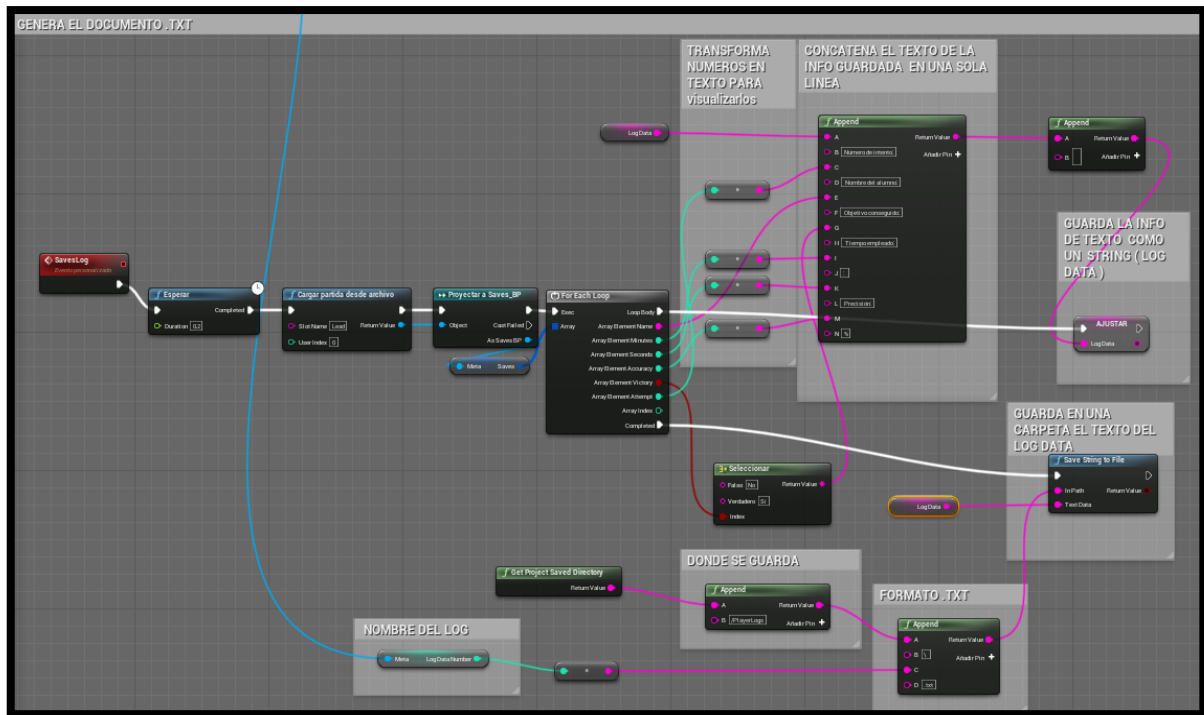 GENERA EL DOCUMENTO .TXT
TRANSFORMA
NUMEROS EN
TEXTO PARA
visualizarlos
CONCATENA EL TEXTO DE LA
INFO GUARDADA EN UNA SOLA
LINEA
LogData
Append
A Return Value
B Numero de intento: Añadir Pin +
C
D Nombre del alumno:
E
F Objetivo conseguido:
G
H Tiempo empleado:
I
J :
K
L Precision:
M
N %
Append
A Return Value
B Añadir Pin +
GUARDA LA INFO
DE TEXTO COMO
UN STRING ( LOG
DATA )
AJUSTAR
LogData
SavesLog
Evento personalizado
Esperar
Completed
Duration 0,2
Cargar partida desde archivo
Slot Name Load
Return Value
User Index 0
Proyectar a Saves_BP
Object Cast Failed
As Saves BP
Meta Saves
For Each Loop
Exec Loop Body
Array Array Element Name
Array Element Minutes
Array Element Seconds
Array Element Accuracy
Array Element Victory
Array Element Attempt
Array Index
Completed
Seleccionar
False No Return Value
Verdadero Si
Index
GUARDA EN UNA
CARPETA EL TEXTO DEL
LOG DATA
Save String to File
In Path Return Value
Text Data
LogData
Get Project Saved Directory
Return Value
DONDE SE GUARDA
Append
A Return Value
B /PlayerLogs Añadir Pin +
FORMATO .TXT
Append
A Return Value
B \ Añadir Pin +
C
D .txt
NOMBRE DEL LOG
Meta Log Data Number